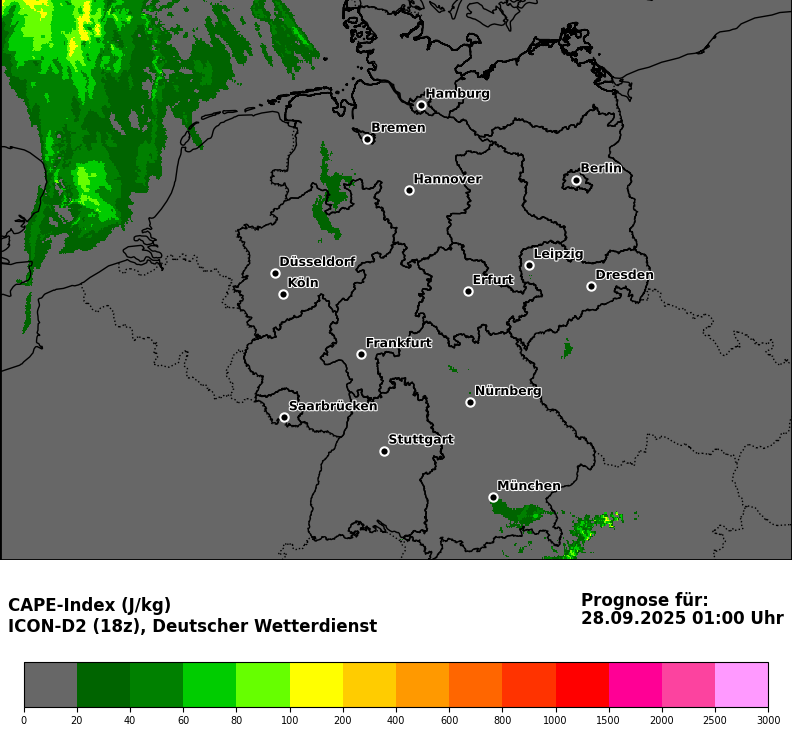 Hamburg
Bremen
Berlin
Hannover
Leipzig
Düsseldorf
Dresden
Erfurt
Köln
Frankfurt
Nürnberg
Saarbrücken
Stuttgart
München
CAPE-Index (J/kg)
ICON-D2 (18z), Deutscher Wetterdienst
Prognose für:
28.09.2025 01:00 Uhr
0 20 40 60 80 100 200 400 600 800 1000 1500 2000 2500 3000